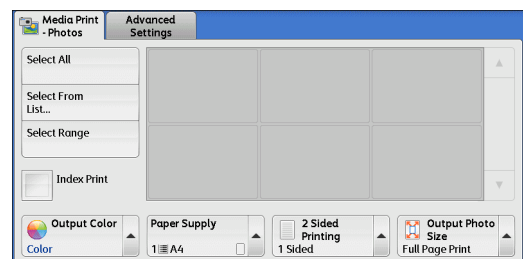 Media Print
- Photos
Advanced
Settings
Select All
Select From
List...
Select Range
Index Print
Output Color
Color
Paper Supply
1 A4
2 Sided
Printing
1 Sided
Output Photo
Size
Full Page Print